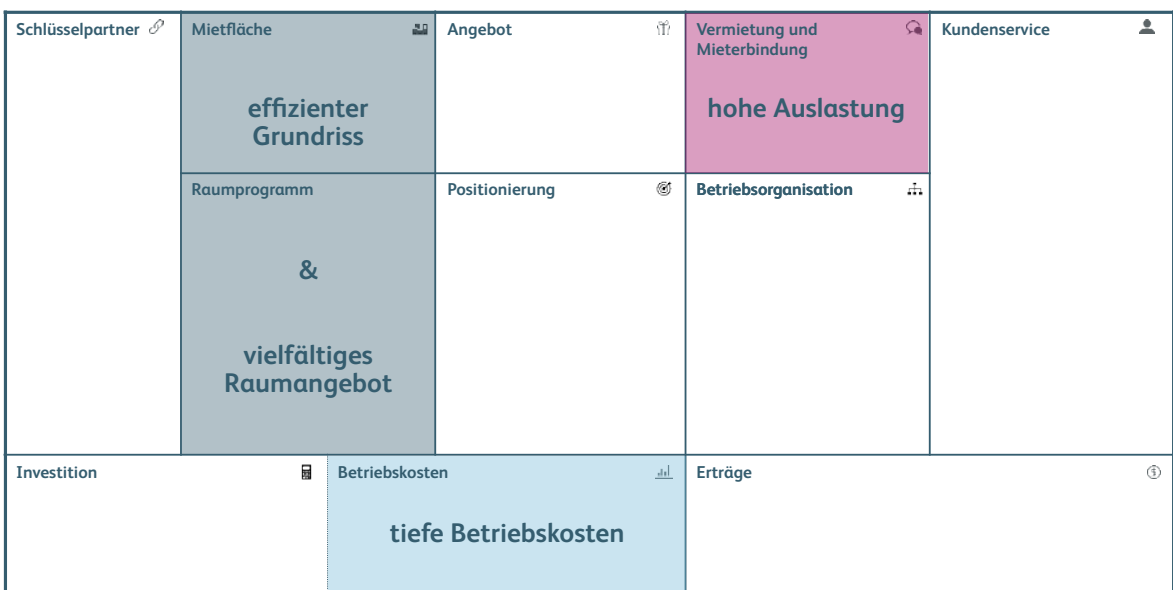 Schlüsselpartner
Mietfläche
effizienter
Grundriss
Raumprogramm
&
vielfältiges
Raumangebot
Angebot
Positionierung
Vermietung und
Mieterbindung
hohe Auslastung
Betriebsorganisation
Kundenservice
Investition
Betriebskosten
tiefe Betriebskosten
Erträge